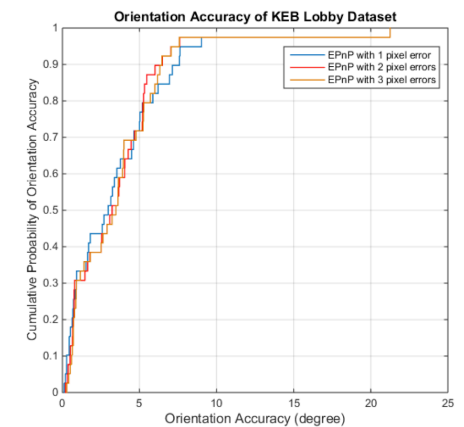 Orientation Accuracy of KEB Lobby Dataset
1
EPnP with 1 pixel error
EPnP with 2 pixel errors
EPnP with 3 pixel errors
0.9
0.8
0.7
0.6
0.5
0.4
0.3
0.2
0.1
0
Cumulative Probability of Orientation Accuracy
0 5 10 15 20 25
Orientation Accuracy (degree)